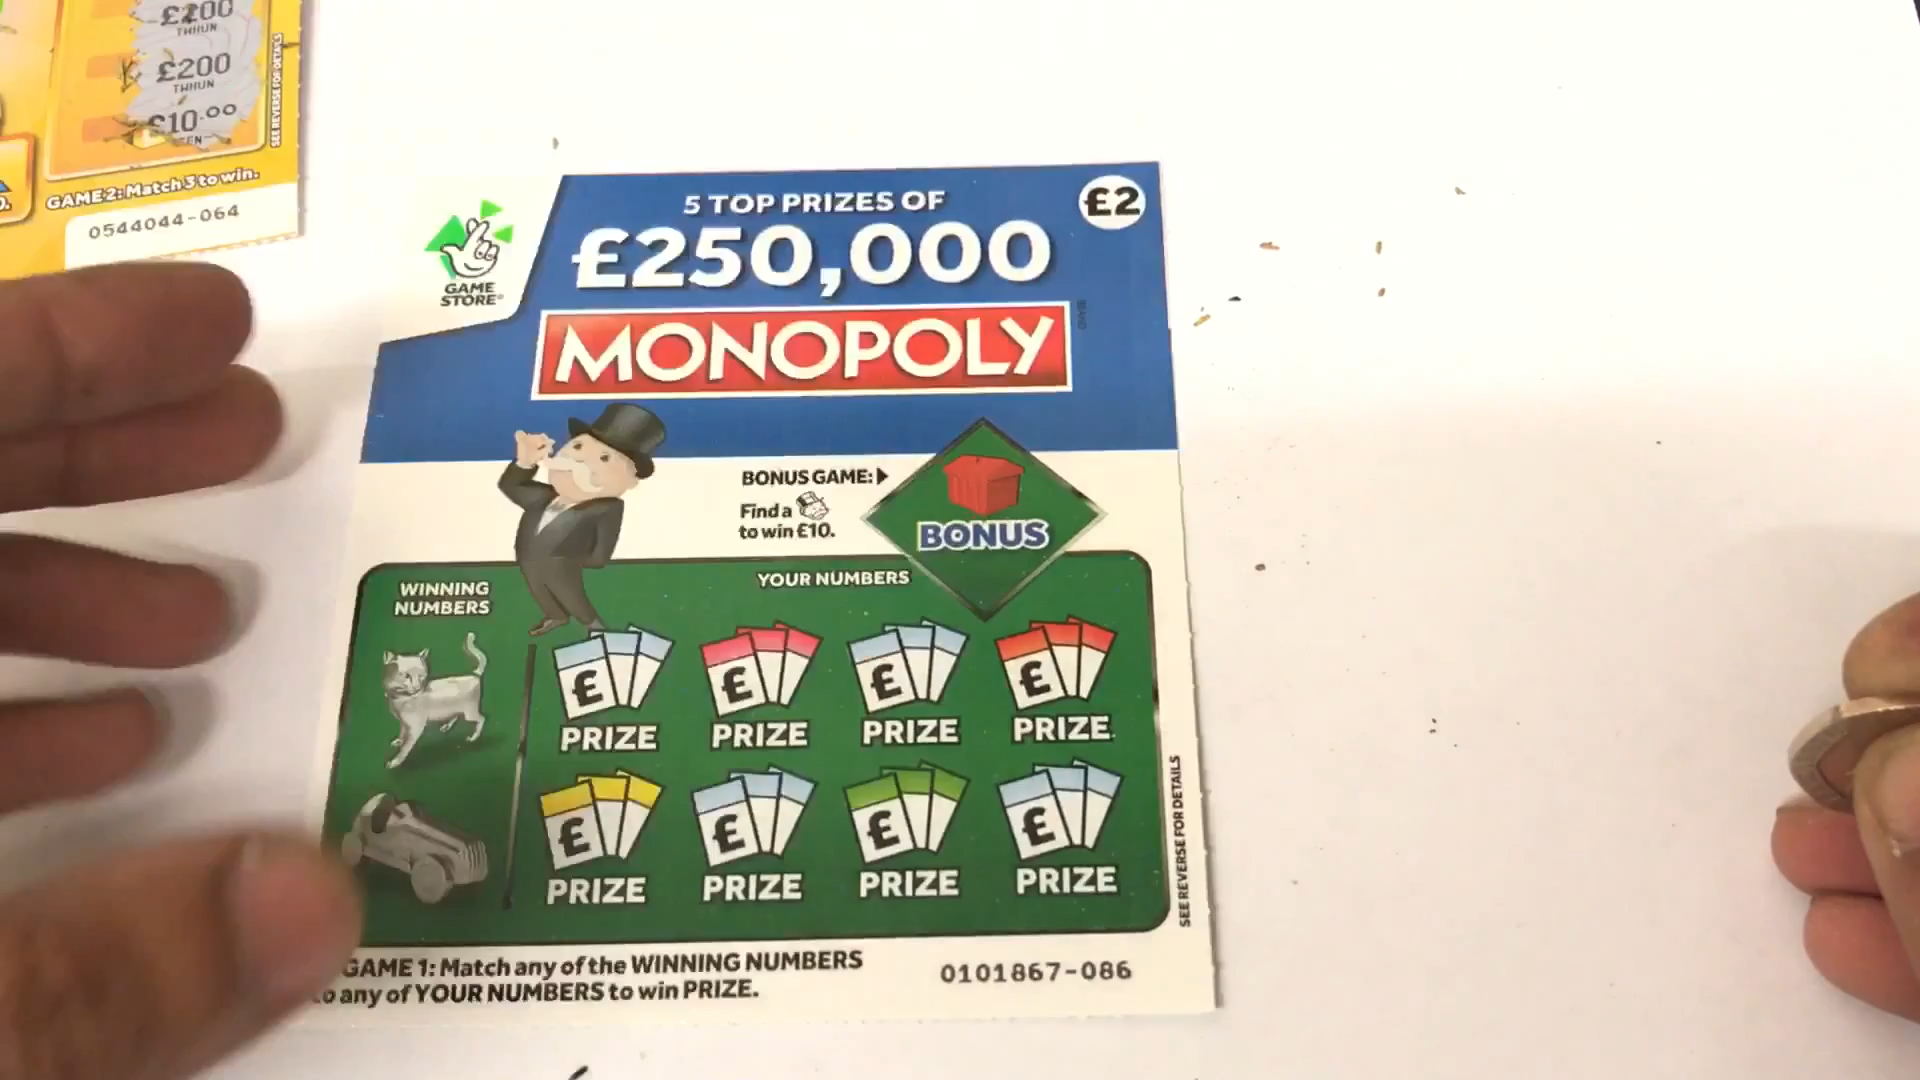 £200
THHUN
£200
THHUN
£10.00
SEE REVERSE FOR DETAILS
GAME 2: Match 3 to win.
0544044-064
GAME
STORE
5 TOP PRIZES OF
£2
£250,000
MONOPOLY
BONUS GAME:
Find a
to win £10.
BONUS
WINNING
NUMBERS
YOUR NUMBERS
£ £ £ £
PRIZE PRIZE PRIZE PRIZE
£ £ £ £
PRIZE PRIZE PRIZE PRIZE
SEE REVERSE FOR DETAILS
GAME 1: Match any of the WINNING NUMBERS
to any of YOUR NUMBERS to win PRIZE.
0101867-086